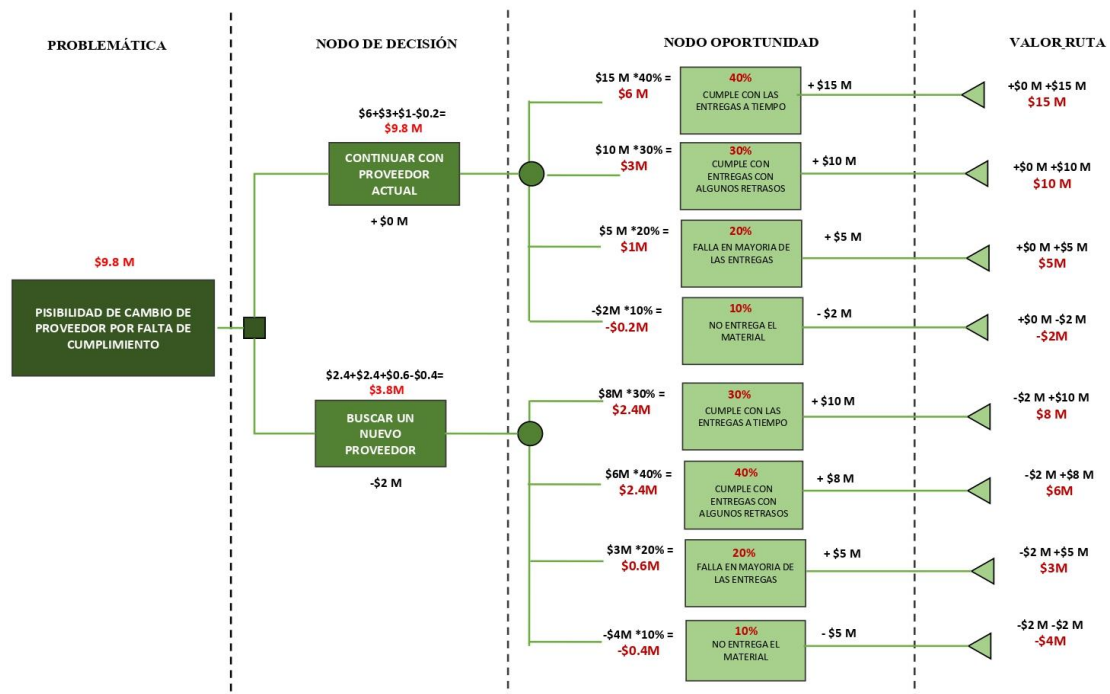 PROBLEMÁTICA
NODO DE DECISIÓN
NODO OPORTUNIDAD
VALOR RUTA
$9.8 M
PISIBILIDAD DE CAMBIO DE
PROVEEDOR POR FALTA DE
CUMPLIMIENTO
$6+$3+$1-$0.2=
$9.8 M
CONTINUAR CON
PROVEEDOR
ACTUAL
+ $0 M
$15 M *40% =
$6 M
40%
CUMPLE CON LAS
ENTREGAS A TIEMPO
+ $15 M
+$0 M +$15 M
$15 M
$10 M *30% =
$3M
30%
CUMPLE CON
ENTREGAS CON
ALGUNOS RETRASOS
+ $10 M
+$0 M +$10 M
$10 M
$5 M *20% =
$1M
20%
FALLA EN MAYORIA DE
LAS ENTREGAS
+ $5 M
+$0 M +$5 M
$5M
-$2M *10% =
-$0.2M
10%
NO ENTREGA EL
MATERIAL
- $2 M
+$0 M -$2 M
-$2M
$2.4+$2.4+$0.6-$0.4=
$3.8M
BUSCAR UN
NUEVO
PROVEEDOR
-$2 M
$8M *30% =
$2.4M
30%
CUMPLE CON LAS
ENTREGAS A TIEMPO
+ $10 M
-$2 M +$10 M
$8 M
$6M *40% =
$2.4M
40%
CUMPLE CON
ENTREGAS CON
ALGUNOS RETRASOS
+ $8 M
-$2 M +$8 M
$6M
$3M *20% =
$0.6M
20%
FALLA EN MAYORIA DE
LAS ENTREGAS
+ $5 M
-$2 M +$5 M
$3M
-$4M *10% =
-$0.4M
10%
NO ENTREGA EL
MATERIAL
- $5 M
-$2 M -$2 M
-$4M